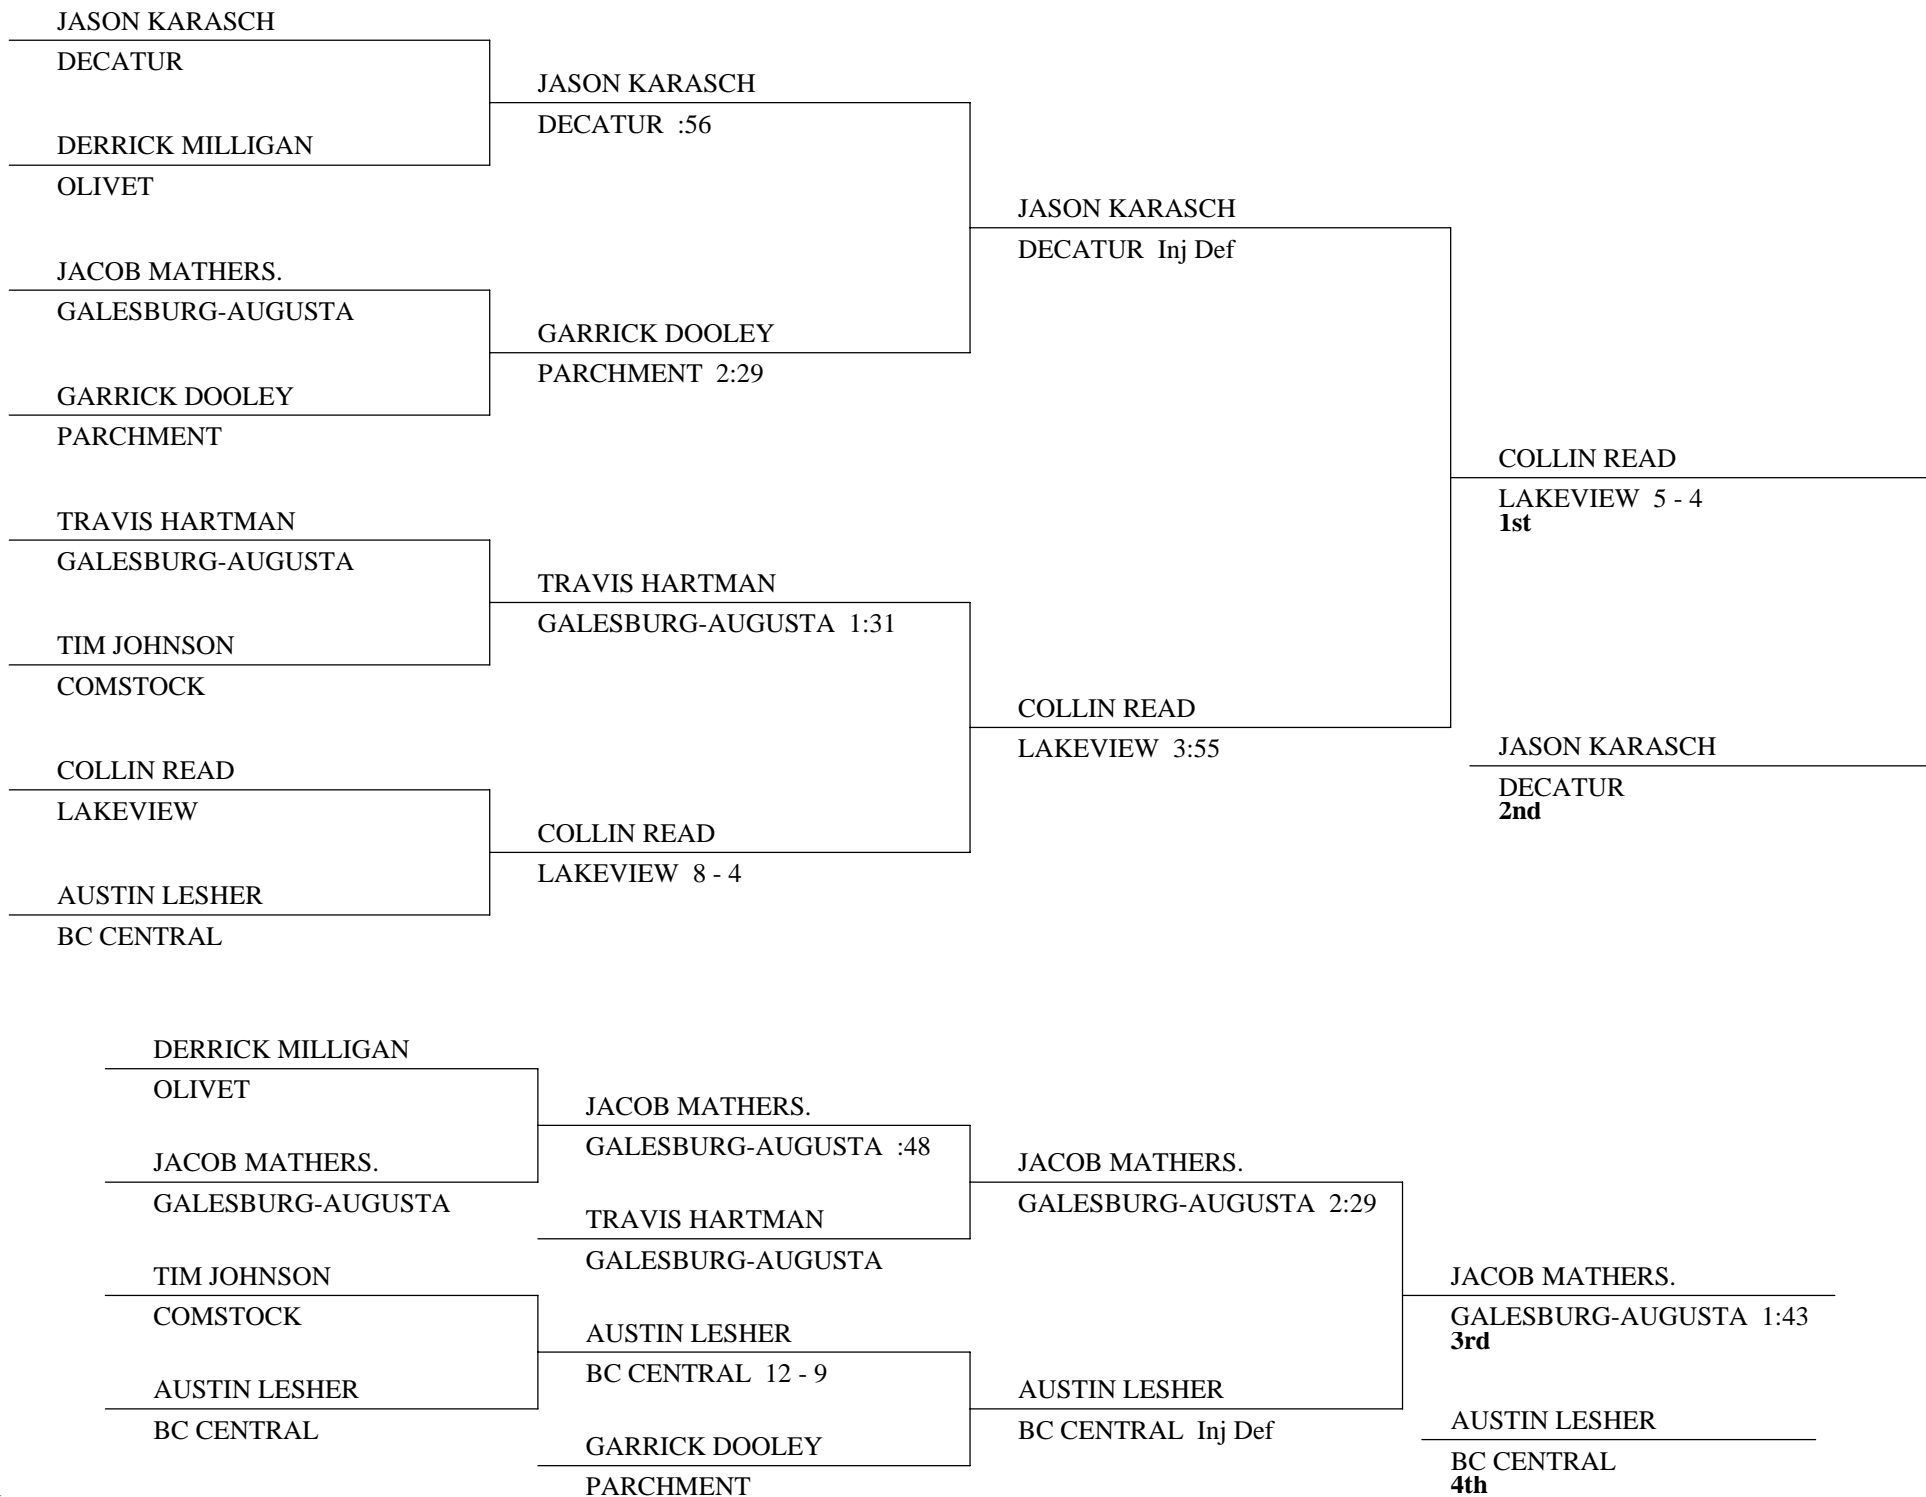 JASON KARASCH
DECATUR
DERRICK MILLIGAN
OLIVET
JACOB MATHERS.
GALESBURG-AUGUSTA
GARRICK DOOLEY
PARCHMENT
TRAVIS HARTMAN
GALESBURG-AUGUSTA
TIM JOHNSON
COMSTOCK
COLLIN READ
LAKEVIEW
AUSTIN LESHER
BC CENTRAL
JASON KARASCH
DECATUR :56
GARRICK DOOLEY
PARCHMENT 2:29
TRAVIS HARTMAN
GALESBURG-AUGUSTA 1:31
COLLIN READ
LAKEVIEW 8 - 4
JASON KARASCH
DECATUR Inj Def
COLLIN READ
LAKEVIEW 3:55
COLLIN READ
LAKEVIEW 5 - 4
1st
JASON KARASCH
DECATUR
2nd
DERRICK MILLIGAN
OLIVET
JACOB MATHERS.
GALESBURG-AUGUSTA
TIM JOHNSON
COMSTOCK
AUSTIN LESHER
BC CENTRAL
JACOB MATHERS.
GALESBURG-AUGUSTA :48
TRAVIS HARTMAN
GALESBURG-AUGUSTA
AUSTIN LESHER
BC CENTRAL 12 - 9
GARRICK DOOLEY
PARCHMENT
JACOB MATHERS.
GALESBURG-AUGUSTA 2:29
AUSTIN LESHER
BC CENTRAL Inj Def
JACOB MATHERS.
GALESBURG-AUGUSTA 1:43
3rd
AUSTIN LESHER
BC CENTRAL
4th